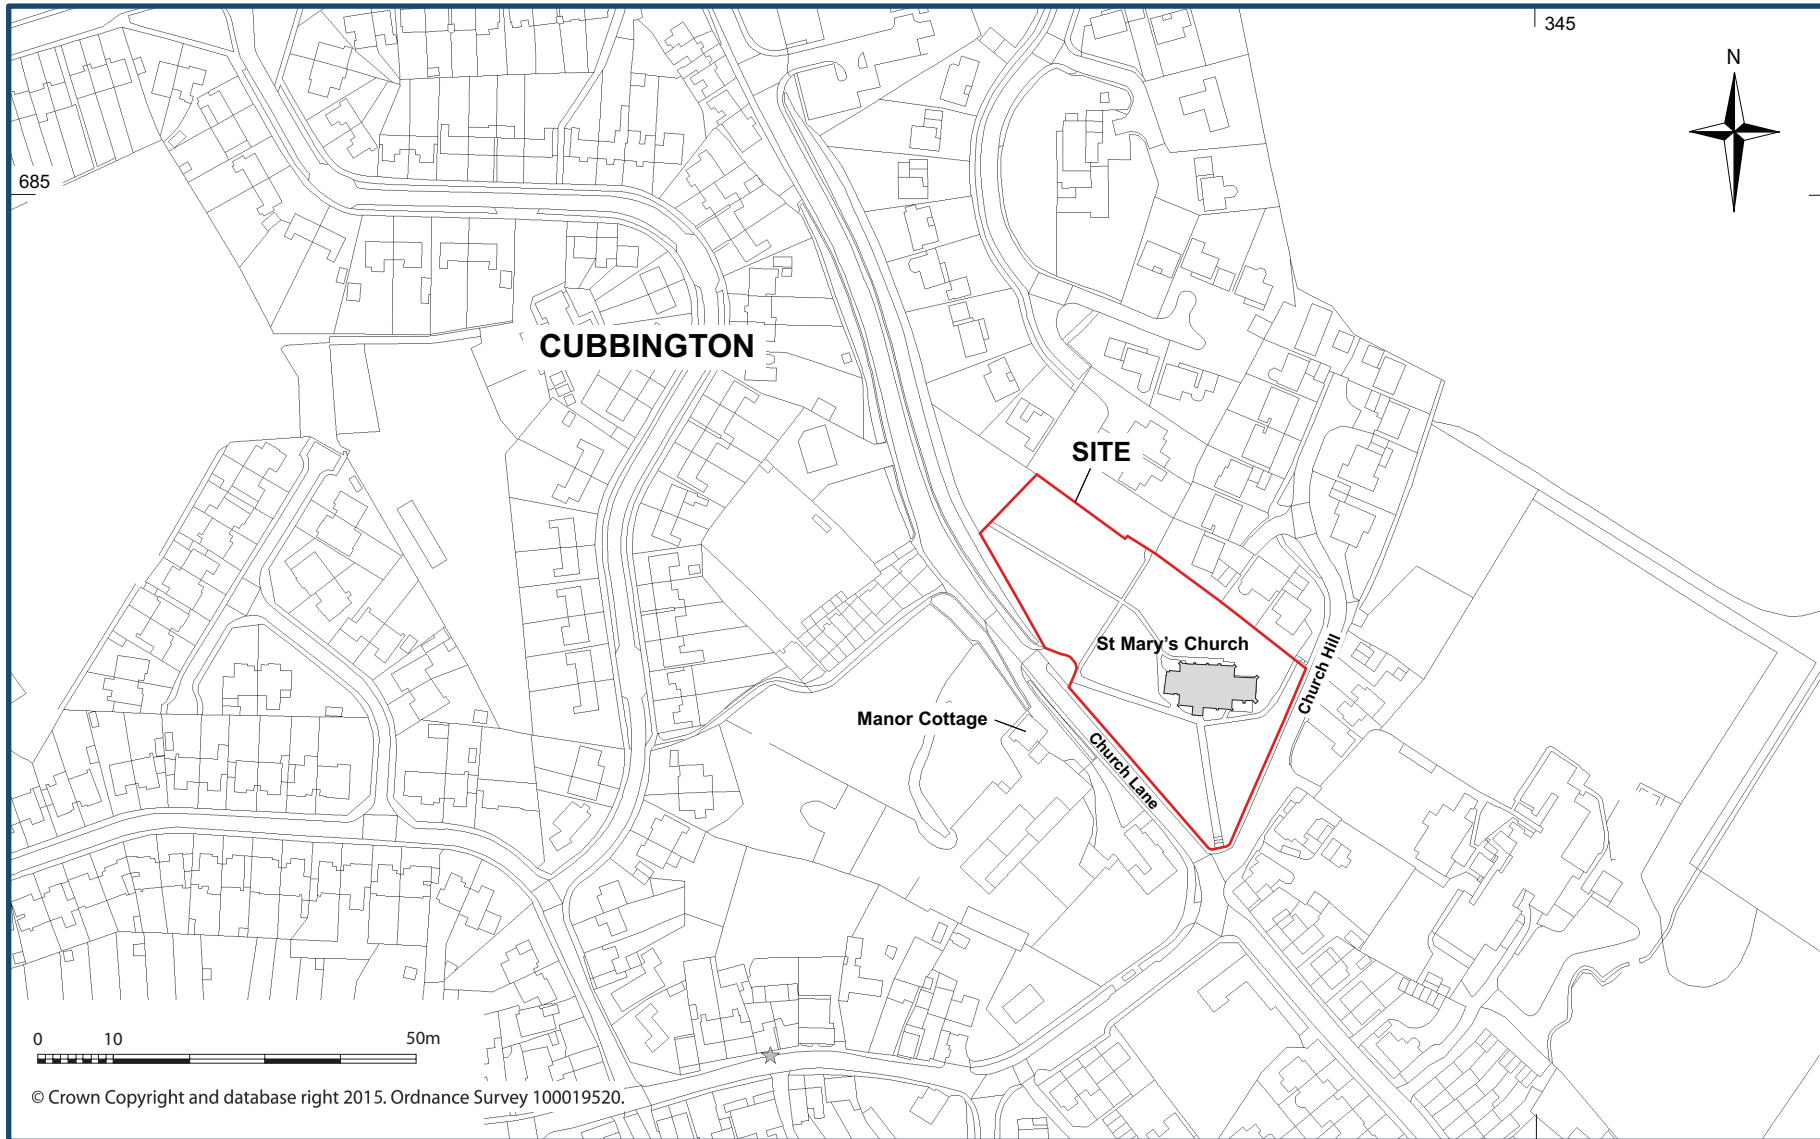 345
N
685
CUBBINGTON
SITE
St Mary's Church
Church Hill
Manor Cottage
Church Lane
0 10 50m
© Crown Copyright and database right 2015. Ordnance Survey 100019520.